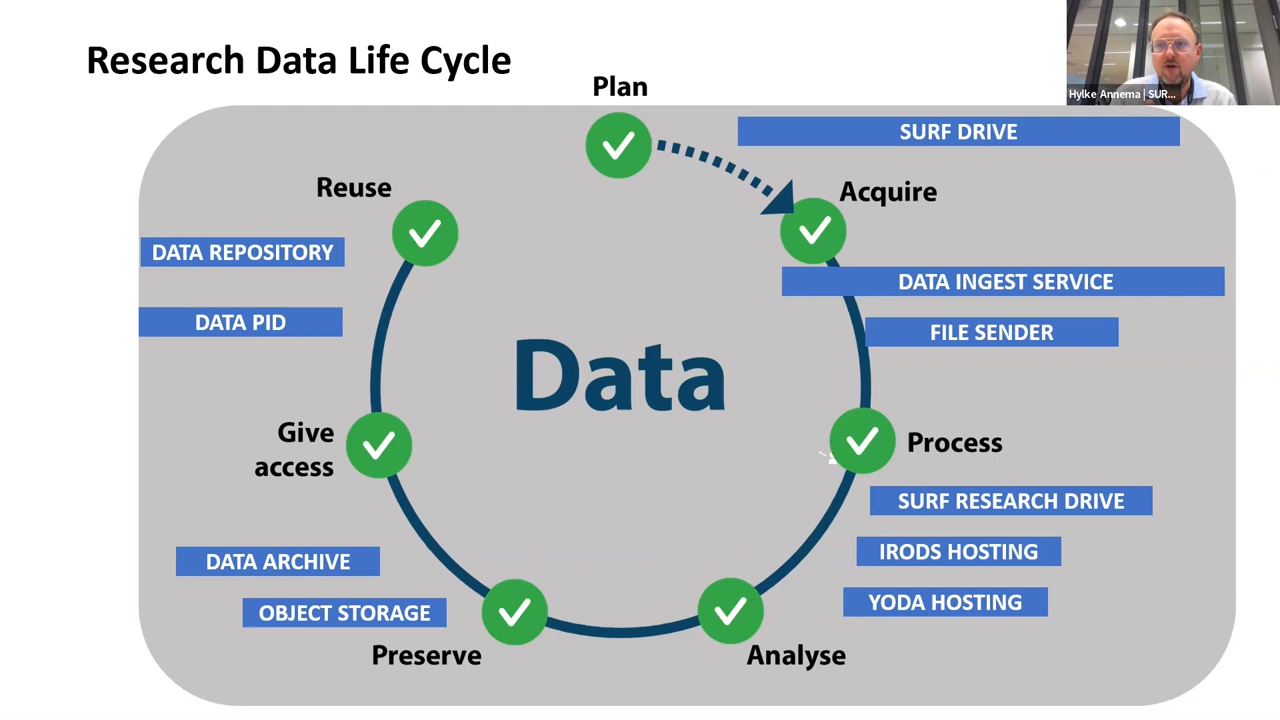 Research Data Life Cycle
Hylke Annema | SUR...
Plan
SURF DRIVE
Acquire
Reuse
DATA REPOSITORY
DATA INGEST SERVICE
DATA PID
FILE SENDER
Data
Give
access
Process
SURF RESEARCH DRIVE
IRODS HOSTING
DATA ARCHIVE
YODA HOSTING
OBJECT STORAGE
Preserve
Analyse